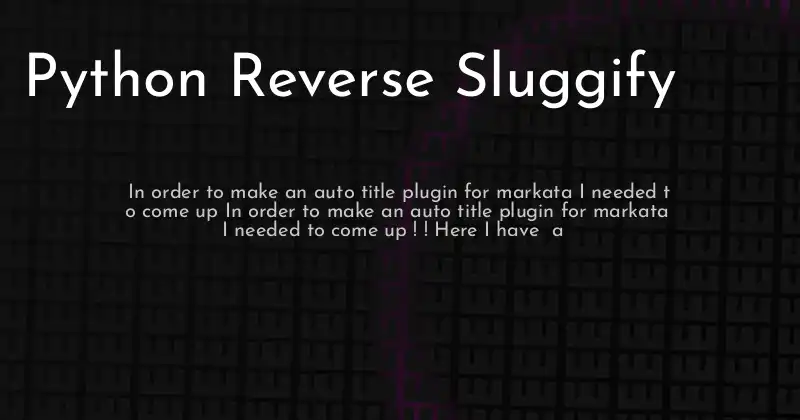 Python Reverse Sluggify
In order to make an auto title plugin for markata I needed t
o come up In order to make an auto title plugin for markata
I needed to come up ! ! Here I have  a